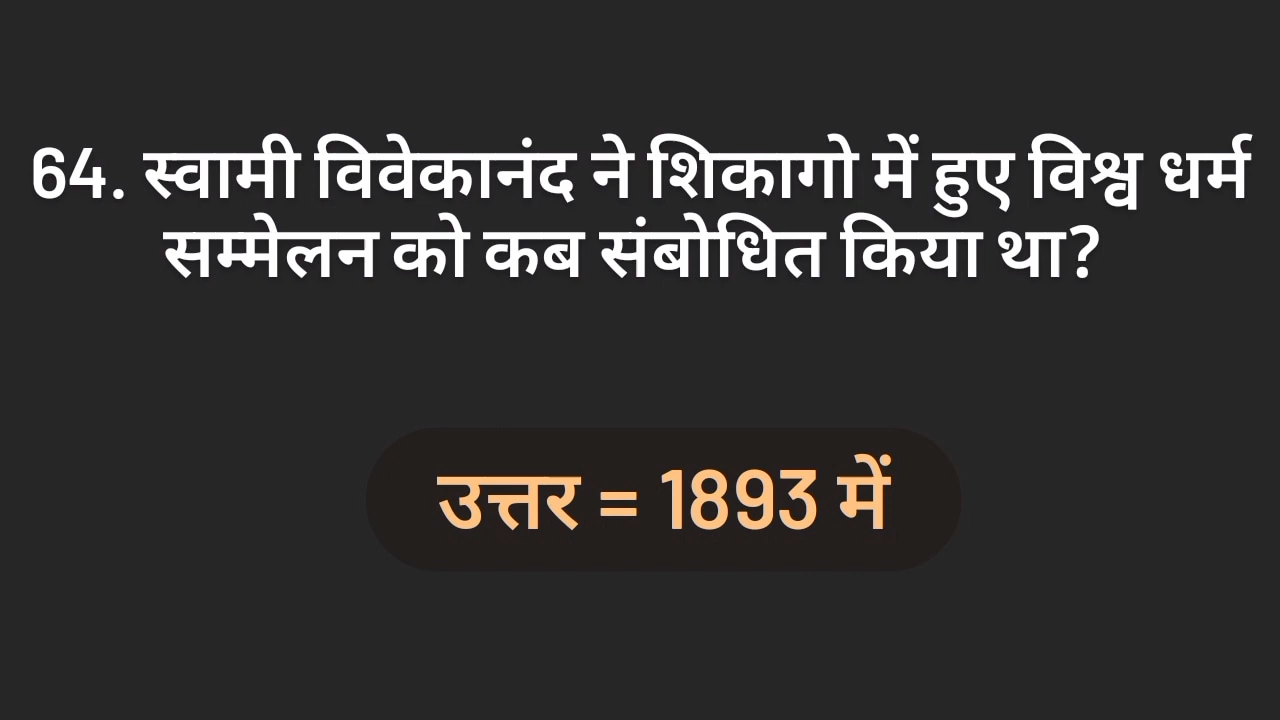 64. स्वामी विवेकानंद ने शिकागो में हुए विश्व धर्म
सम्मेलन को कब संबोधित किया था?
उत्तर = 1893 में